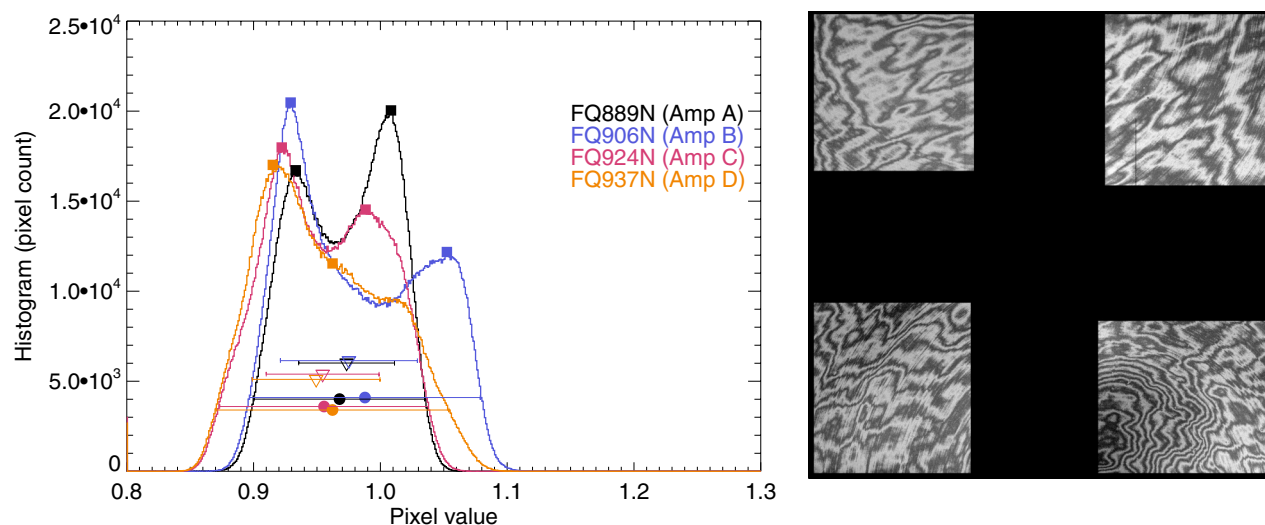 2.5•10⁴
2.0•10⁴
1.5•10⁴
1.0•10⁴
5.0•10³
0
Histogram (pixel count)
FQ889N (Amp A)
FQ906N (Amp B)
FQ924N (Amp C)
FQ937N (Amp D)
0.8 0.9 1.0 1.1 1.2 1.3
Pixel value